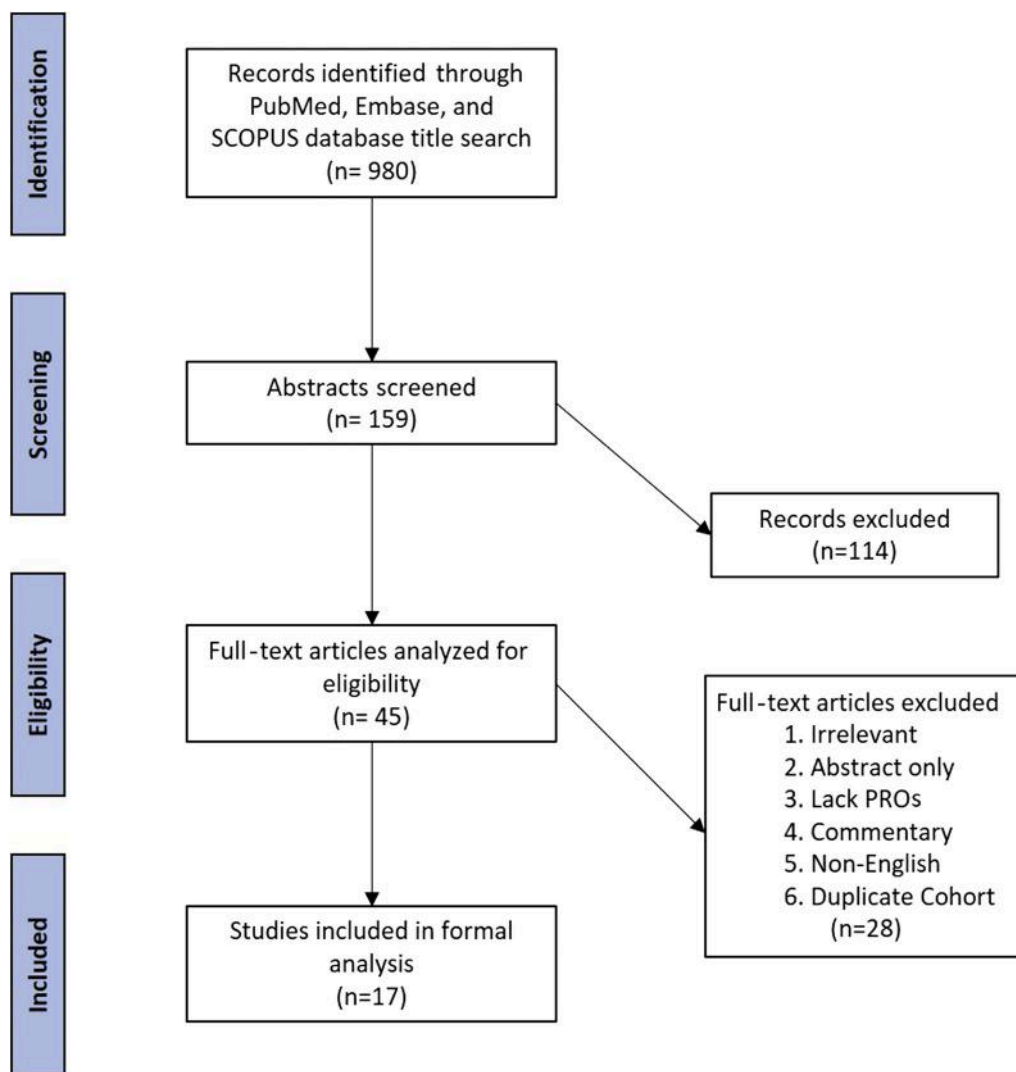 Identification
Records identified through
PubMed, Embase, and
SCOPUS database title search
(n= 980)
Screening
Abstracts screened
(n= 159)
Records excluded
(n=114)
Eligibility
Full-text articles analyzed for
eligibility
(n= 45)
Full-text articles excluded
1. Irrelevant
2. Abstract only
3. Lack PROs
4. Commentary
5. Non-English
6. Duplicate Cohort
(n=28)
Included
Studies included in formal
analysis
(n=17)